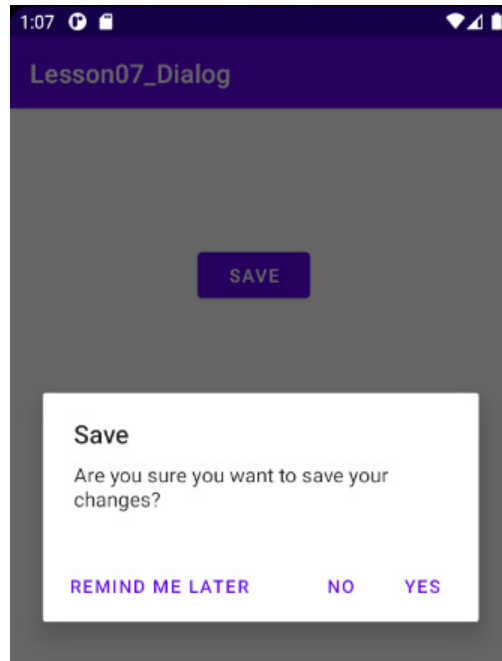 1:07
Lesson07_Dialog
SAVE
Save
Are you sure you want to save your
changes?
REMIND ME LATER NO YES